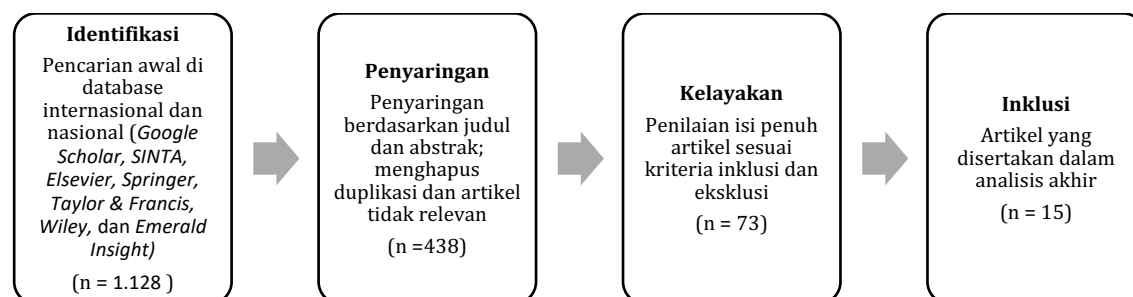 Identifikasi
Pencarian awal di
database
internasional dan
nasional (Google
Scholar, SINTA,
Elsevier, Springer,
Taylor & Francis,
Wiley, dan Emerald
Insight)
(n = 1.128 )
Penyaringan
Penyaringan
berdasarkan judul
dan abstrak;
menghapus
duplikasi dan artikel
tidak relevan
(n =438)
Kelayakan
Penilaian isi penuh
artikel sesuai
kriteria inklusi dan
eksklusi
(n = 73)
Inklusi
Artikel yang
disertakan dalam
analisis akhir
(n = 15)